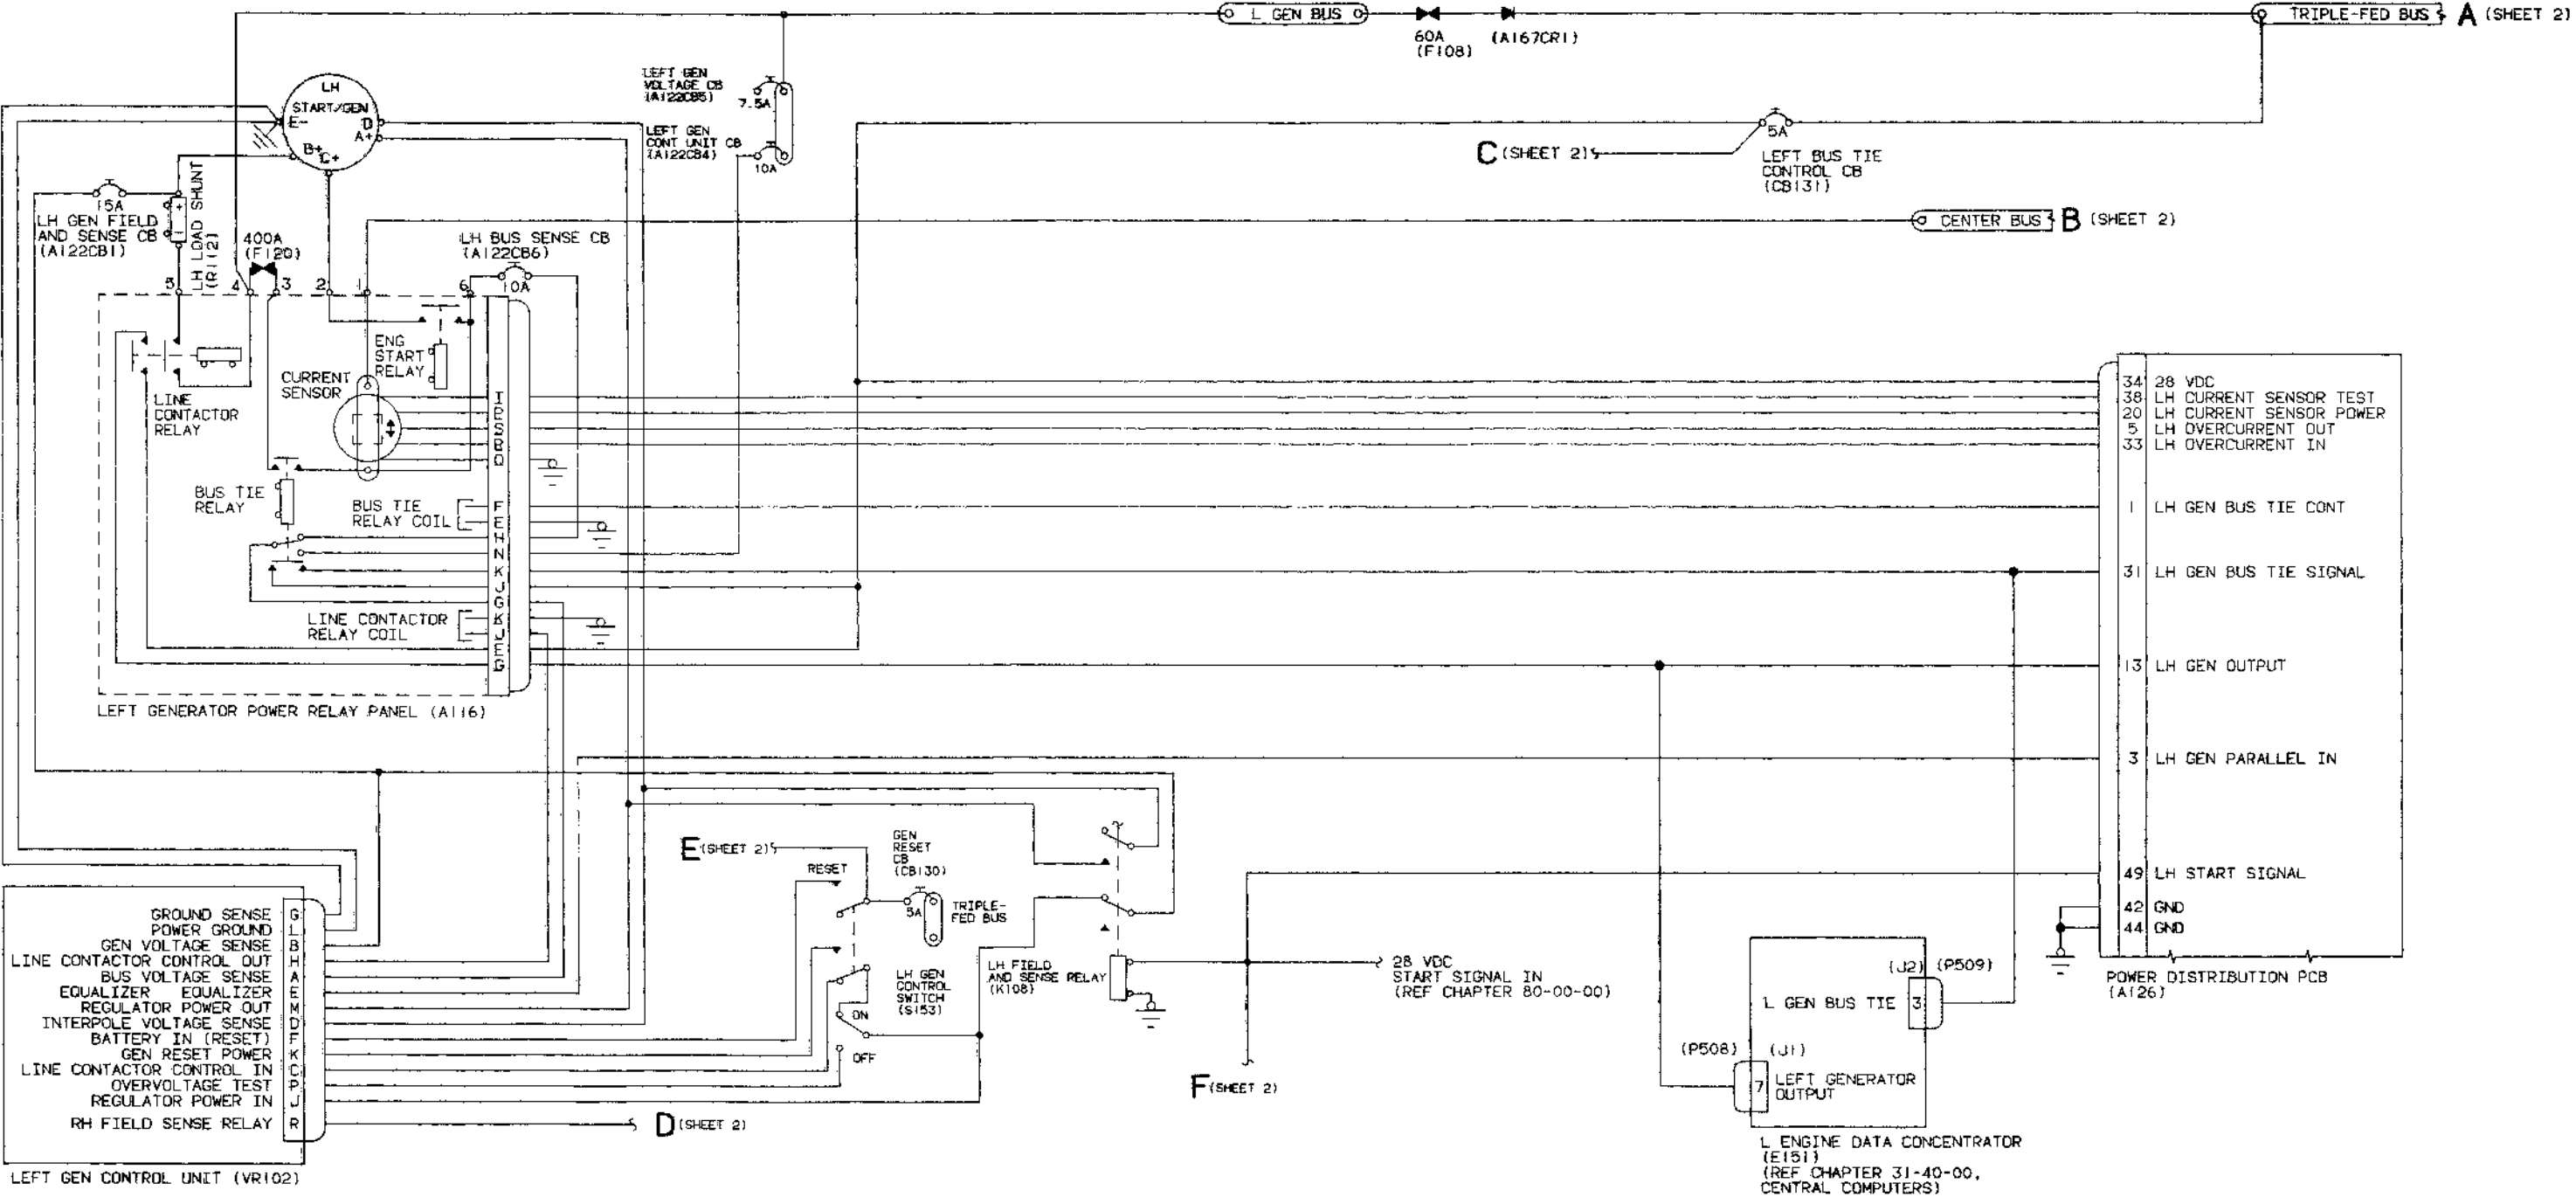 L GEN BUS
60A
(F108)
(A167CR1)
TRIPLE-FED BUS
A (SHEET 2)
LH
START/GEN
E-
D
A+
B+
C+
LEFT GEN
VOLTAGE CB
(A122CB5)
7.5A
LEFT GEN
CONT UNIT CB
(A122CB4)
10A
C (SHEET 2)
5A
LEFT BUS TIE
CONTROL CB
(CB131)
CENTER BUS
B (SHEET 2)
15A
LH GEN FIELD
AND SENSE CB
(A122CB1)
+
-
LH LOAD SHUNT
(R112)
400A
(F120)
LH BUS SENSE CB
(A122CB6)
10A
5
4
3
2
1
6
ENG
START
RELAY
CURRENT
SENSOR
LINE
CONTACTOR
RELAY
BUS TIE
RELAY
BUS TIE
RELAY COIL
LINE CONTACTOR
RELAY COIL
S
B
F
E
H
N
K
J
G
K
J
E
G
LEFT GENERATOR POWER RELAY PANEL (A116)
34 28 VDC
38 LH CURRENT SENSOR TEST
20 LH CURRENT SENSOR POWER
5 LH OVERCURRENT OUT
33 LH OVERCURRENT IN
1 LH GEN BUS TIE CONT
31 LH GEN BUS TIE SIGNAL
13 LH GEN OUTPUT
3 LH GEN PARALLEL IN
49 LH START SIGNAL
42 GND
44 GND
POWER DISTRIBUTION PCB
(A126)
E (SHEET 2)
RESET
GEN
RESET
CB
(CB130)
5A
TRIPLE-
FED BUS
LH GEN
CONTROL
SWITCH
(S153)
ON
OFF
LH FIELD
AND SENSE RELAY
(K108)
28 VDC
START SIGNAL IN
(REF CHAPTER 80-00-00)
F (SHEET 2)
(J2) (P509)
L GEN BUS TIE 3
(P508) (J1)
7 LEFT GENERATOR
OUTPUT
L ENGINE DATA CONCENTRATOR
(E151)
(REF CHAPTER 31-40-00,
CENTRAL COMPUTERS)
GROUND SENSE G
POWER GROUND L
GEN VOLTAGE SENSE B
LINE CONTACTOR CONTROL OUT H
BUS VOLTAGE SENSE A
EQUALIZER EQUALIZER E
REGULATOR POWER OUT M
INTERPOLE VOLTAGE SENSE D
BATTERY IN (RESET) F
GEN RESET POWER K
LINE CONTACTOR CONTROL IN C
OVERVOLTAGE TEST P
REGULATOR POWER IN J
RH FIELD SENSE RELAY R
D (SHEET 2)
LEFT GEN CONTROL UNIT (VR102)